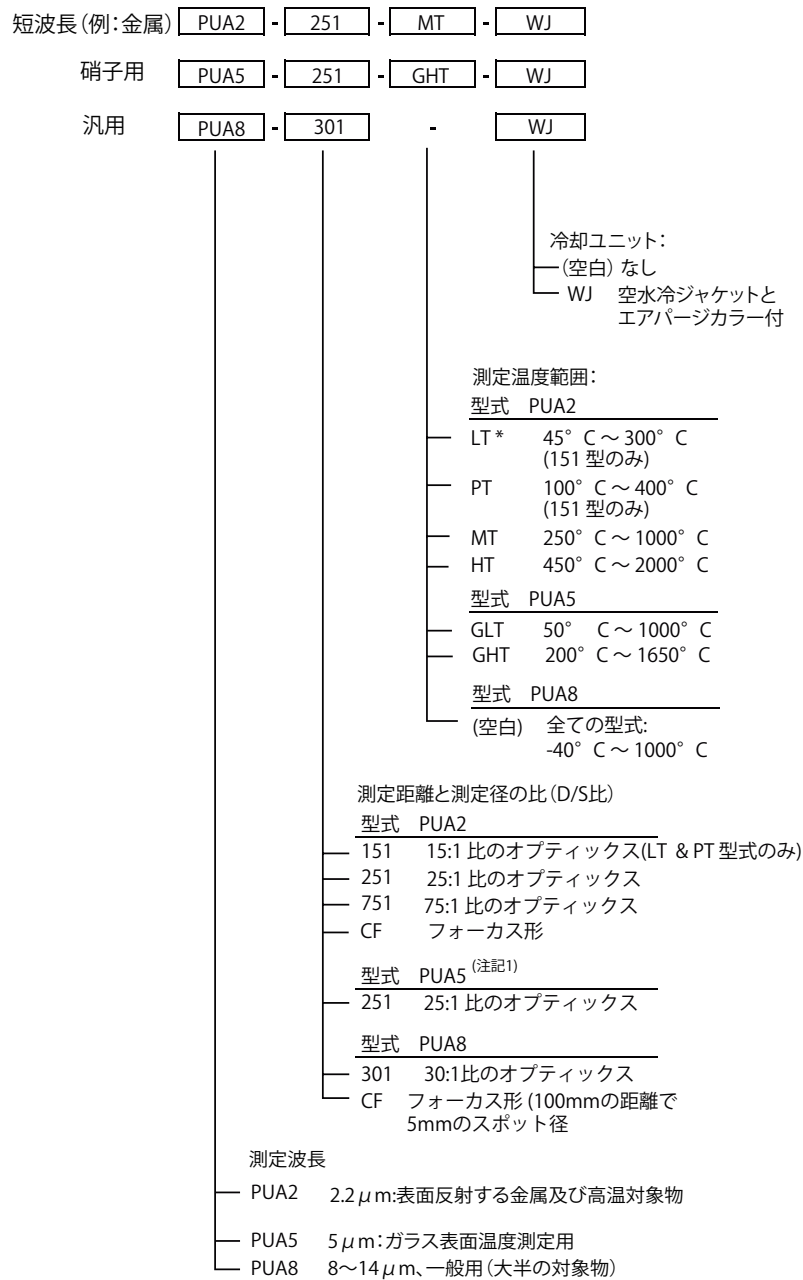 短波長（例：金属） PUA2 - 251 - MT - WJ
硝子用 PUA5 - 251 - GHT - WJ
汎用 PUA8 - 301 - WJ
冷却ユニット：
（空白） なし
WJ 空水冷ジャケットと
エアパージカラー付
測定温度範囲：
型式 PUA2
LT * 45°C～300°C
(151 型のみ)
PT 100°C～400°C
(151 型のみ)
MT 250°C～1000°C
HT 450°C～2000°C
型式 PUA5
GLT 50° C～1000°C
GHT 200°C～1650°C
型式 PUA8
(空白) 全ての型式:
-40°C～1000°C
測定距離と測定径の比（D/S比）
型式 PUA2
151 15:1 比のオプティックス(LT & PT 型式のみ)
251 25:1 比のオプティックス
751 75:1 比のオプティックス
CF フォーカス形
型式 PUA5 (注記1)
251 25:1 比のオプティックス
型式 PUA8
301 30:1比のオプティックス
CF フォーカス形 (100mmの距離で
5mmのスポット径
測定波長
PUA2 2.2μm:表面反射する金属及び高温対象物
PUA5 5μm：ガラス表面温度測定用
PUA8 8～14μm、一般用（大半の対象物）